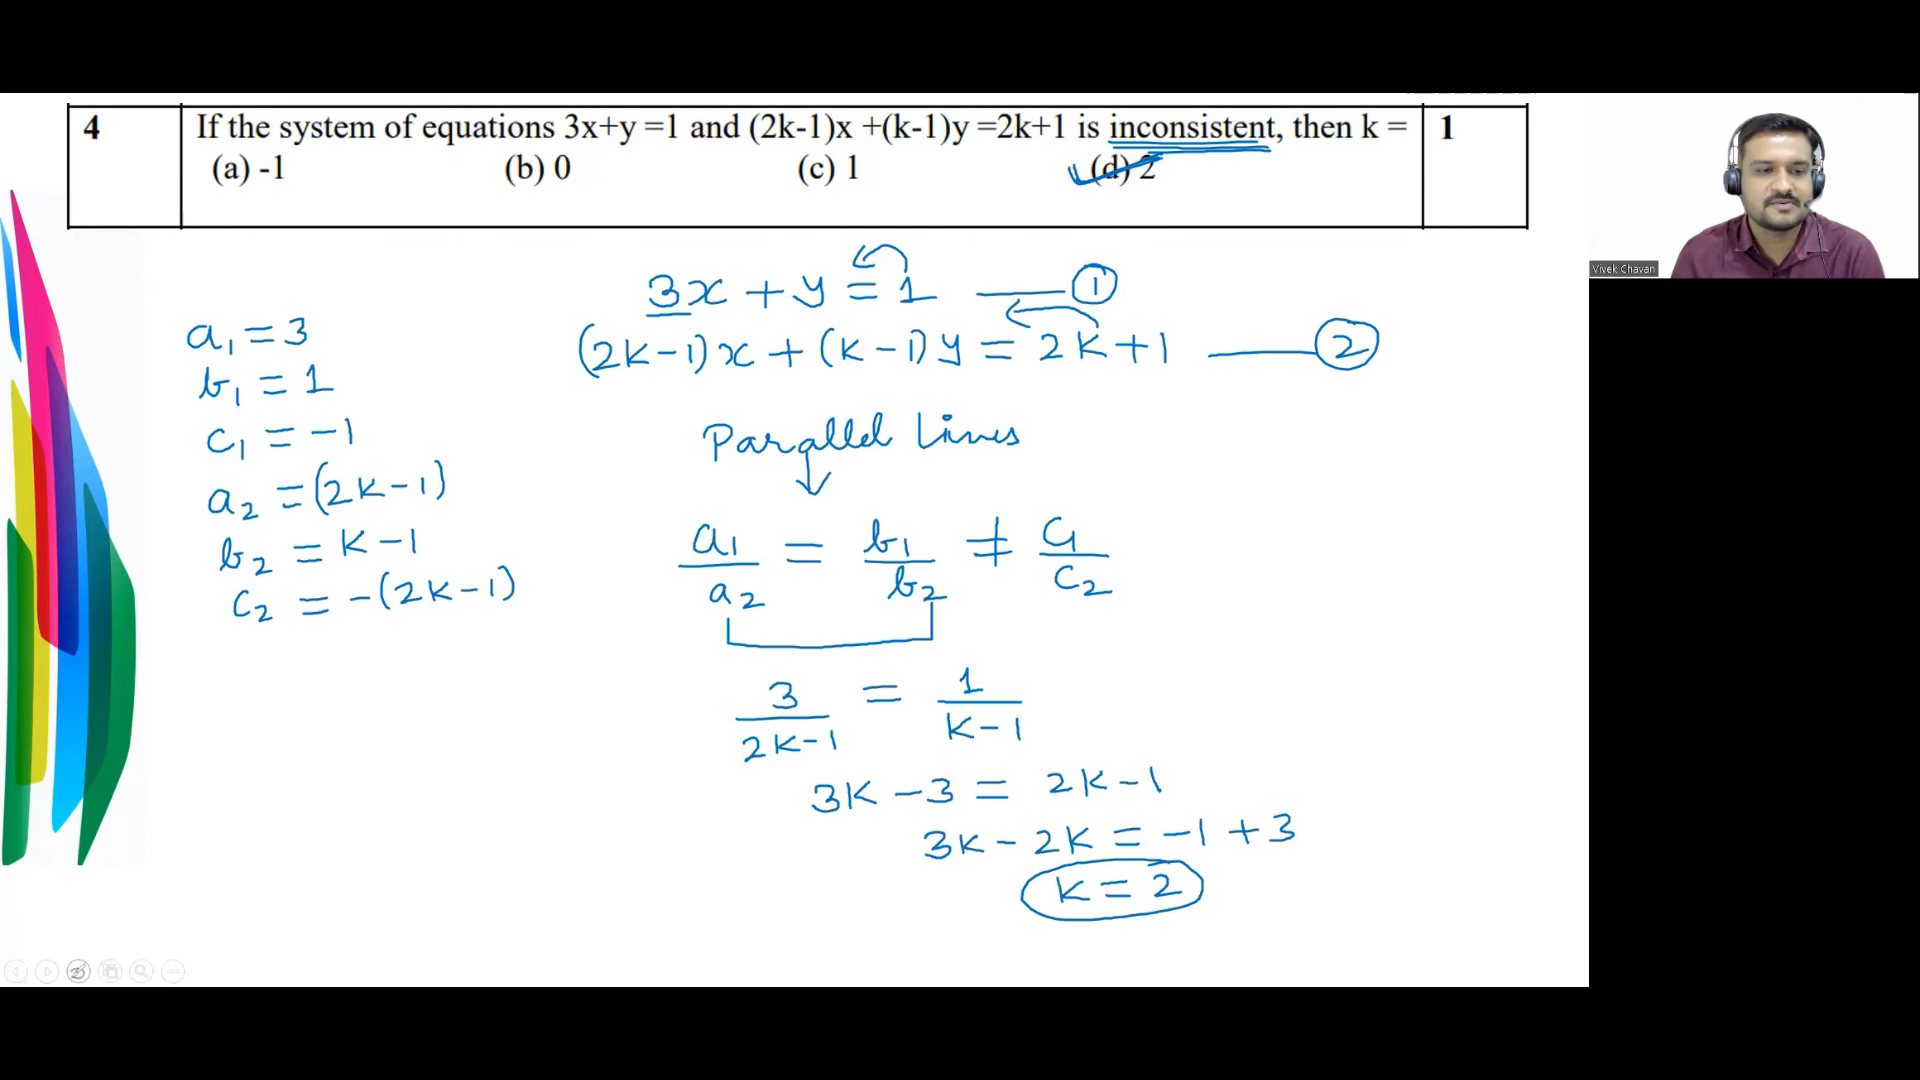 4
If the system of equations 3x+y =1 and (2k-1)x +(k-1)y =2k+1 is inconsistent, then k =
1
(a) -1 (b) 0 (c) 1 (d) 2
Vivek Chavan
3x + y = 1 —— ①
(2k-1)x + (k-1)y = 2k+1 —— ②
a₁ = 3
b₁ = 1
c₁ = -1
a₂ = (2k-1)
b₂ = k-1
c₂ = -(2k-1)
Parallel Lines
a₁/a₂ = b₁/b₂ ≠ c₁/c₂
3/(2k-1) = 1/(k-1)
3k-3 = 2k-1
3k-2k = -1+3
k = 2